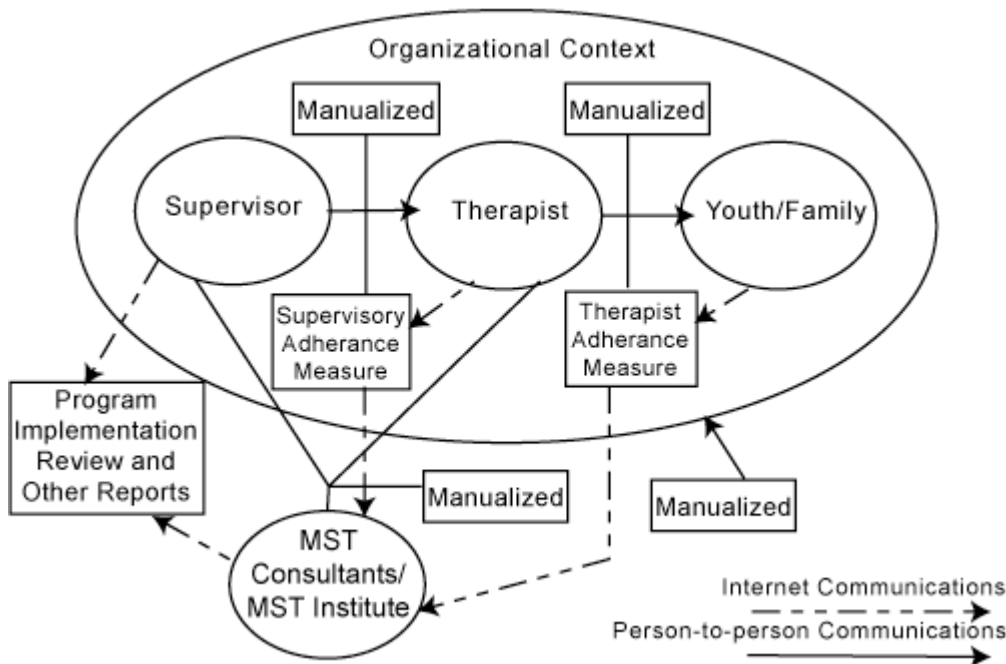 Organizational Context
Manualized
Manualized
Supervisor
Therapist
Youth/Family
Supervisory
Adherance
Measure
Therapist
Adherance
Measure
Program
Implementation
Review and
Other Reports
Manualized
Manualized
MST
Consultants/
MST Institute
Internet Communications
Person-to-person Communications